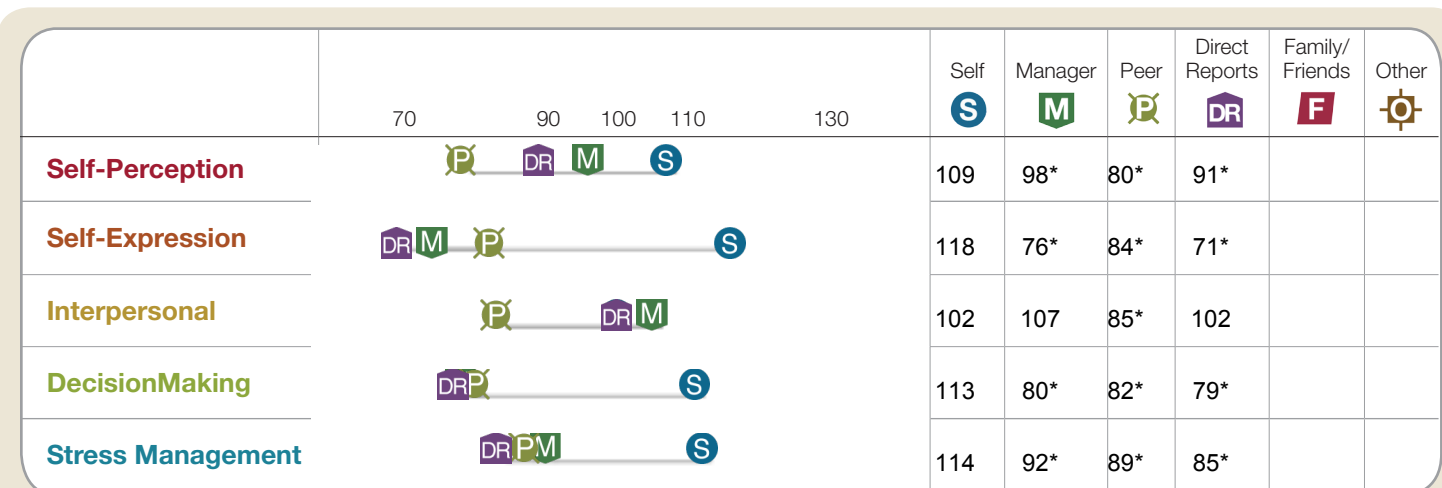 Self Manager Peer Direct Reports Family/Friends Other
70 90 100 110 130 S M P DR F O
Self-Perception P DR M S 109 98* 80* 91*
Self-Expression DR M P S 118 76* 84* 71*
Interpersonal P DR M 102 107 85* 102
DecisionMaking DR P S 113 80* 82* 79*
Stress Management DR P M S 114 92* 89* 85*